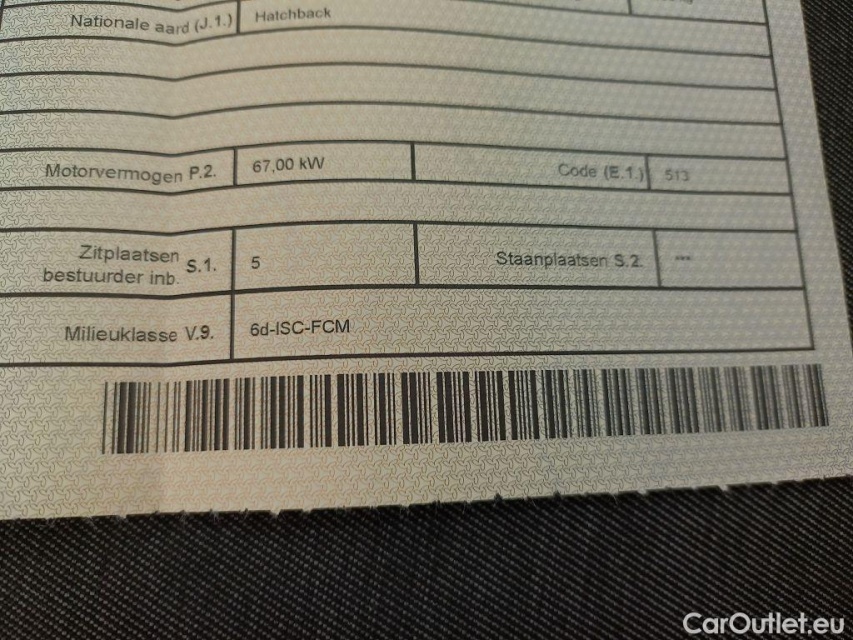 Nationale aard (J.1.) Hatchback
Motorvermogen P.2. 67,00 kW Code (E.1.) 513
Zitplaatsen
bestuurder inb. S.1. 5 Staanplaatsen S.2. ---
Milieuklasse V.9. 6d-ISC-FCM
CarOutlet.eu